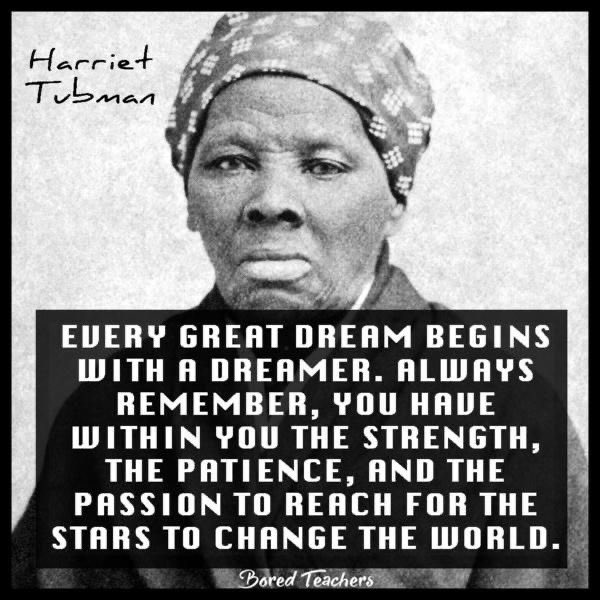 Harriet
Tubman
EVERY GREAT DREAM BEGINS
WITH A DREAMER. ALWAYS
REMEMBER, YOU HAVE
WITHIN YOU THE STRENGTH,
THE PATIENCE, AND THE
PASSION TO REACH FOR THE
STARS TO CHANGE THE WORLD.
Bored Teachers